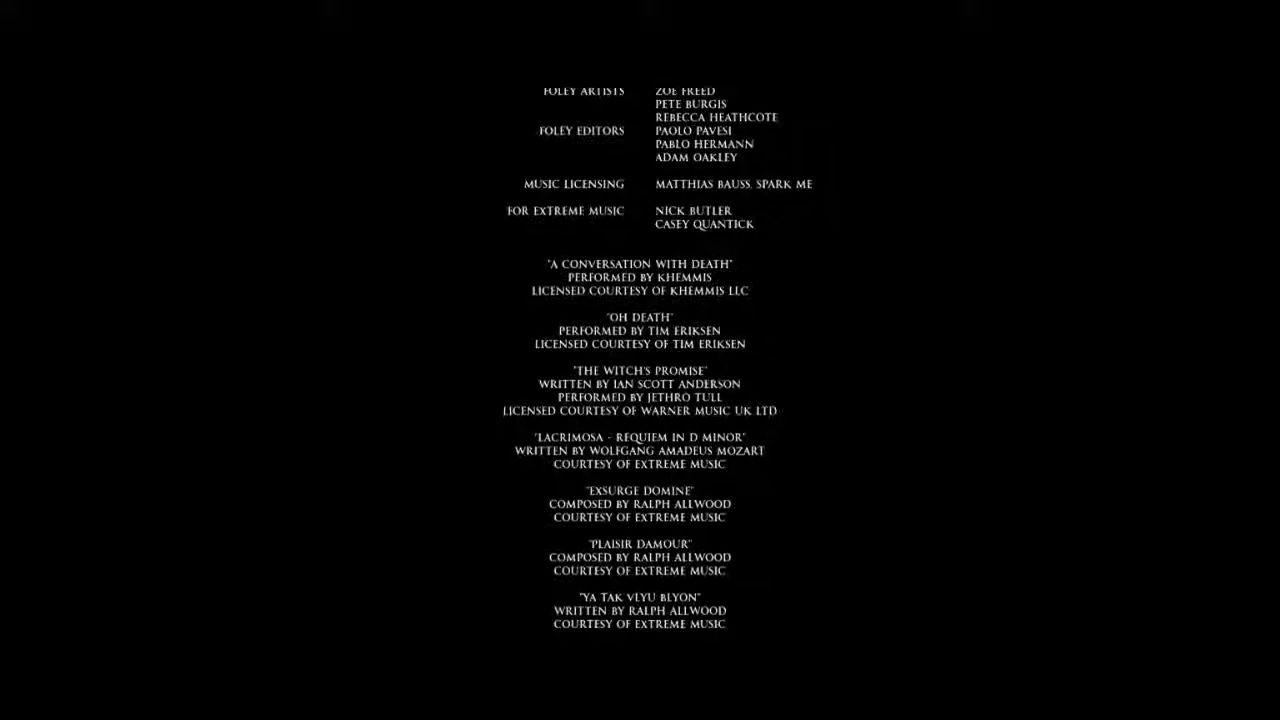 FOLEY ARTISTS ZOE FREED
PETE BURGIS
REBECCA HEATHCOTE
FOLEY EDITORS PAOLO PAVESI
PABLO HERMANN
ADAM OAKLEY
MUSIC LICENSING MATTHIAS BAUSS, SPARK ME
FOR EXTREME MUSIC NICK BUTLER
CASEY QUANTICK
"A CONVERSATION WITH DEATH"
PERFORMED BY KHEMMIS
LICENSED COURTESY OF KHEMMIS LLC
"OH DEATH"
PERFORMED BY TIM ERIKSEN
LICENSED COURTESY OF TIM ERIKSEN
"THE WITCH'S PROMISE"
WRITTEN BY IAN SCOTT ANDERSON
PERFORMED BY JETHRO TULL
LICENSED COURTESY OF WARNER MUSIC UK LTD
"LACRIMOSA - REQUIEM IN D MINOR"
WRITTEN BY WOLFGANG AMADEUS MOZART
COURTESY OF EXTREME MUSIC
"EXSURGE DOMINE"
COMPOSED BY RALPH ALLWOOD
COURTESY OF EXTREME MUSIC
"PLAISIR DAMOUR"
COMPOSED BY RALPH ALLWOOD
COURTESY OF EXTREME MUSIC
"YA TAK VLYU BLYON"
WRITTEN BY RALPH ALLWOOD
COURTESY OF EXTREME MUSIC